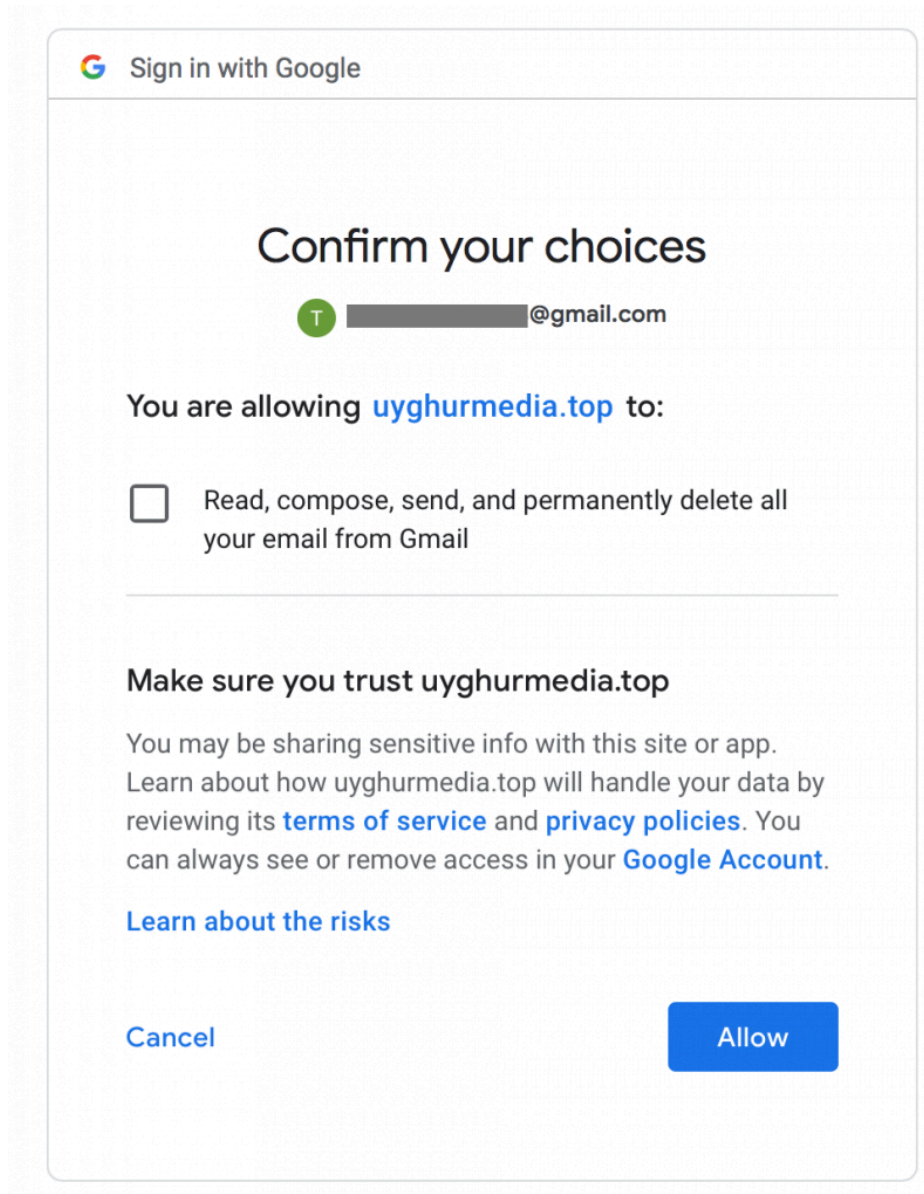 Sign in with Google
Confirm your choices
T
@gmail.com
You are allowing uyghurmedia.top to:
Read, compose, send, and permanently delete all
your email from Gmail
Make sure you trust uyghurmedia.top
You may be sharing sensitive info with this site or app.
Learn about how uyghurmedia.top will handle your data by
reviewing its terms of service and privacy policies. You
can always see or remove access in your Google Account.
Learn about the risks
Cancel
Allow